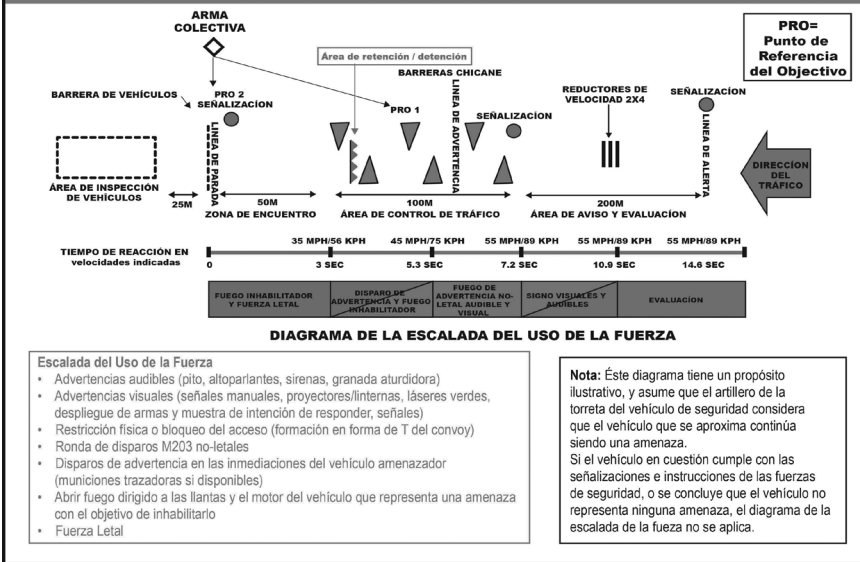 ARMA
COLECTIVA
PRO=
Punto de
Referencia
del Objectivo
Área de retención / detención
BARRERAS CHICANE
BARRERA DE VEHÍCULOS
PRO 2
SEÑALIZACÍON
PRO 1
SEÑALIZACÍON
REDUCTORES DE
VELOCIDAD 2X4
SEÑALIZACÍON
LINEA DE PARADA
LINEA DE ADVERTENCIA
LINEA DE ALERTA
DIRECCÍON
DEL
TRÁFICO
ÁREA DE INSPECCIÓN
DE VEHÍCULOS
25M
50M
ZONA DE ENCUENTRO
100M
ÁREA DE CONTROL DE TRÁFICO
200M
ÁREA DE AVISO Y EVALUACÍON
TIEMPO DE REACCIÓN EN
velocidades indicadas
35 MPH/56 KPH 45 MPH/75 KPH 55 MPH/89 KPH 55 MPH/89 KPH 55 MPH/89 KPH
0 3 SEC 5.3 SEC 7.2 SEC 10.9 SEC 14.6 SEC
FUEGO INHABILITADOR
Y FUERZA LETAL
DISPARO DE
ADVERTENCIA Y FUEGO
INHABILITADOR
FUEGO DE
ADVERTENCIA NO-
LETAL AUDIBLE Y
VISUAL
SIGNO VISUALES Y
AUDIBLES
EVALUACÍON
DIAGRAMA DE LA ESCALADA DEL USO DE LA FUERZA
Escalada del Uso de la Fuerza
• Advertencias audibles (pito, altoparlantes, sirenas, granada aturdidora)
• Advertencias visuales (señales manuales, proyectores/linternas, láseres verdes,
despliegue de armas y muestra de intención de responder, señales)
• Restricción física o bloqueo del acceso (formación en forma de T del convoy)
• Ronda de disparos M203 no-letales
• Disparos de advertencia en las inmediaciones del vehículo amenazador
(municiones trazadoras si disponibles)
• Abrir fuego dirigido a las llantas y el motor del vehículo que representa una amenaza
con el objetivo de inhabilitarlo
• Fuerza Letal
Nota: Éste diagrama tiene un propósito
ilustrativo, y asume que el artillero de la
torreta del vehículo de seguridad considera
que el vehículo que se aproxima continúa
siendo una amenaza.
Si el vehículo en cuestión cumple con las
señalizaciones e instrucciones de las fuerzas
de seguridad, o se concluye que el vehículo no
representa ninguna amenaza, el diagrama de la
escalada de la fueza no se aplica.